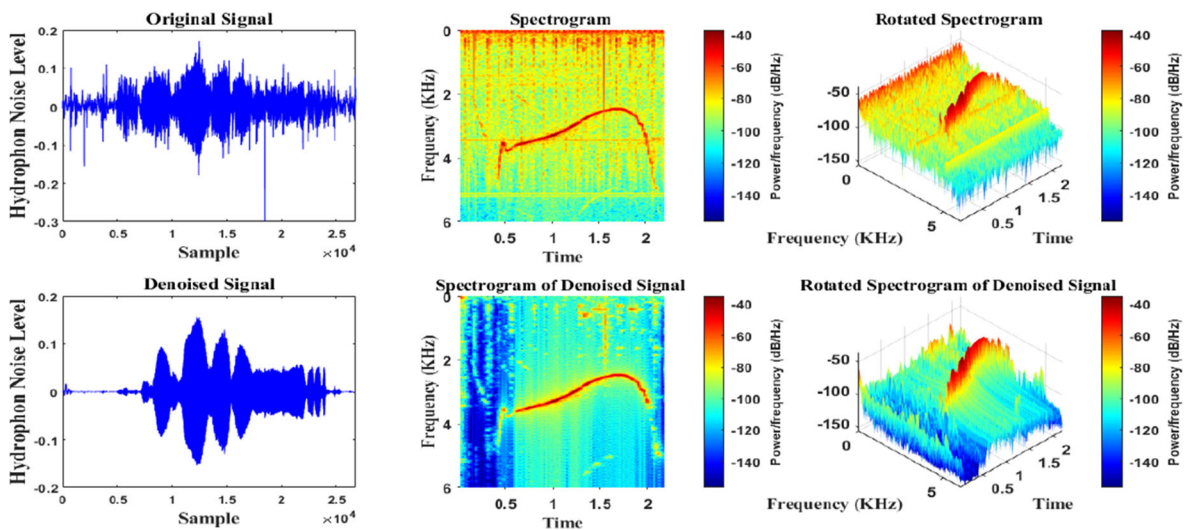 Original Signal
Hydrophon Noise Level
0.2
0.1
0
-0.1
-0.2
-0.3
0 0.5 1 1.5 2 2.5
×10⁴
Sample
Spectrogram
Frequency (KHz)
0
2
4
6
0.5 1 1.5 2
Time
-40
-60
-80
-100
-120
-140
Power/frequency (dB/Hz)
Rotated Spectrogram
-50
-100
-150
0
5
0.5 1 1.5 2
Frequency (KHz)
Time
-40
-60
-80
-100
-120
-140
Power/frequency (dB/Hz)
Denoised Signal
Hydrophon Noise Level
0.2
0.1
0
-0.1
-0.2
0 0.5 1 1.5 2 2.5
×10⁴
Sample
Spectrogram of Denoised Signal
Frequency (KHz)
0
2
4
6
0.5 1 1.5 2
Time
-40
-60
-80
-100
-120
-140
Power/frequency (dB/Hz)
Rotated Spectrogram of Denoised Signal
-50
-100
-150
0
5
0.5 1 1.5 2
Frequency (KHz)
Time
-40
-60
-80
-100
-120
-140
Power/frequency (dB/Hz)